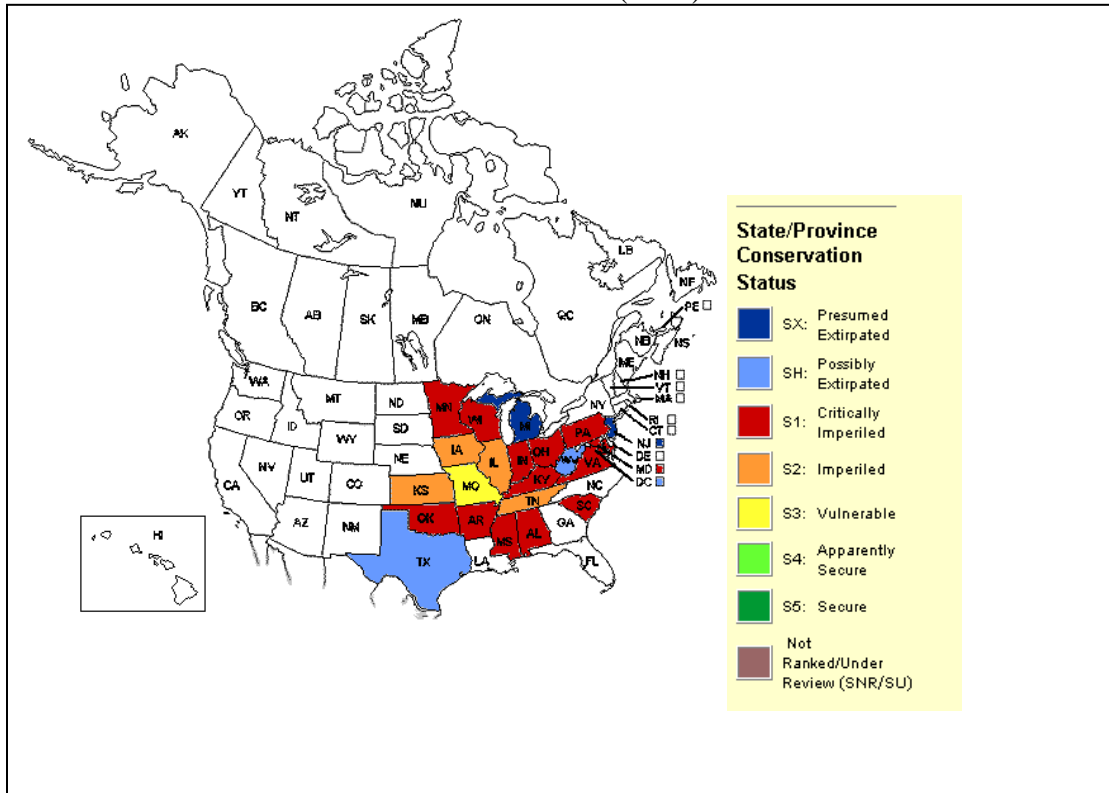 AK
YT
NT
NU
BC
AB
SK
MB
ON
QC
LB
NF
PE
NB
NS
ME
NH
VT
MA
NY
RI
CT
NJ
DE
MD
DC
WA
OR
ID
MT
ND
SD
WY
NE
MN
WI
MI
IA
IL
IN
OH
PA
WV
VA
KY
NC
TN
SC
GA
FL
AL
MS
LA
AR
MO
KS
OK
TX
NM
AZ
CO
UT
NV
CA
HI
State/Province
Conservation
Status
SX: Presumed
Extirpated
SH: Possibly
Extirpated
S1: Critically
Imperiled
S2: Imperiled
S3: Vulnerable
S4: Apparently
Secure
S5: Secure
Not
Ranked/Under
Review (SNR/SU)